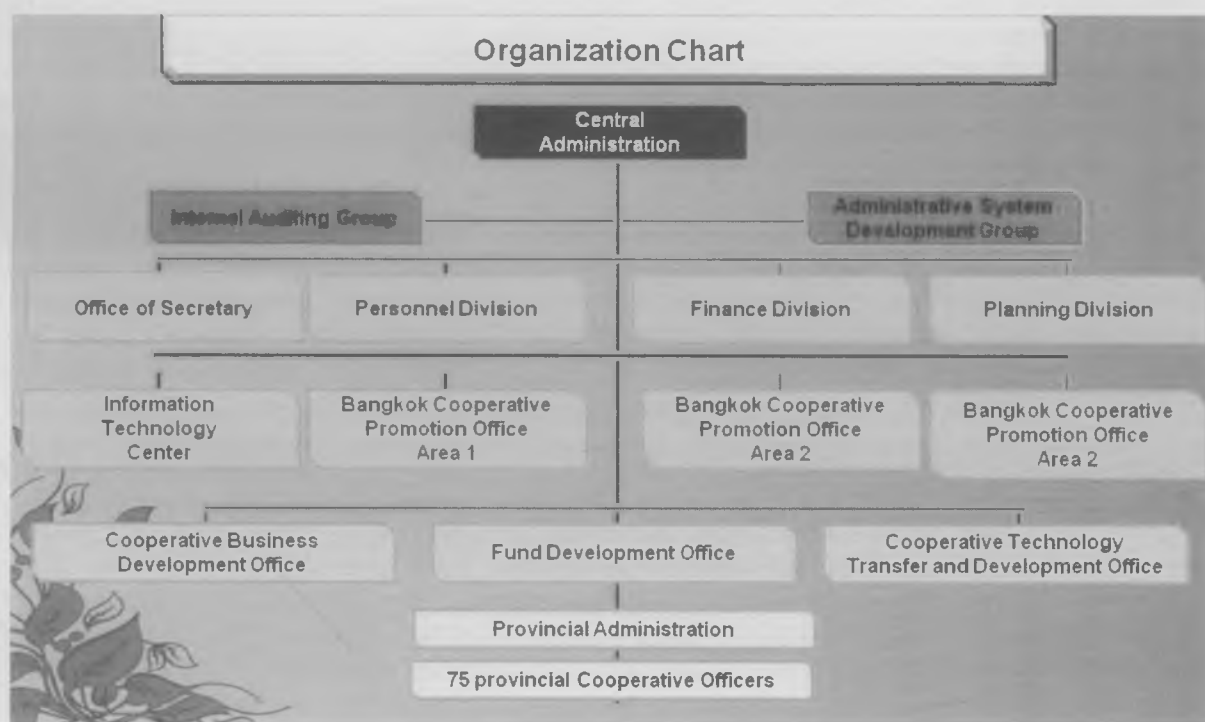 Organization Chart
Central
Administration
Internal Auditing Group
Administrative System
Development Group
Office of Secretary
Personnel Division
Finance Division
Planning Division
Information
Technology
Center
Bangkok Cooperative
Promotion Office
Area 1
Bangkok Cooperative
Promotion Office
Area 2
Bangkok Cooperative
Promotion Office
Area 2
Cooperative Business
Development Office
Fund Development Office
Cooperative Technology
Transfer and Development Office
Provincial Administration
75 provincial Cooperative Officers